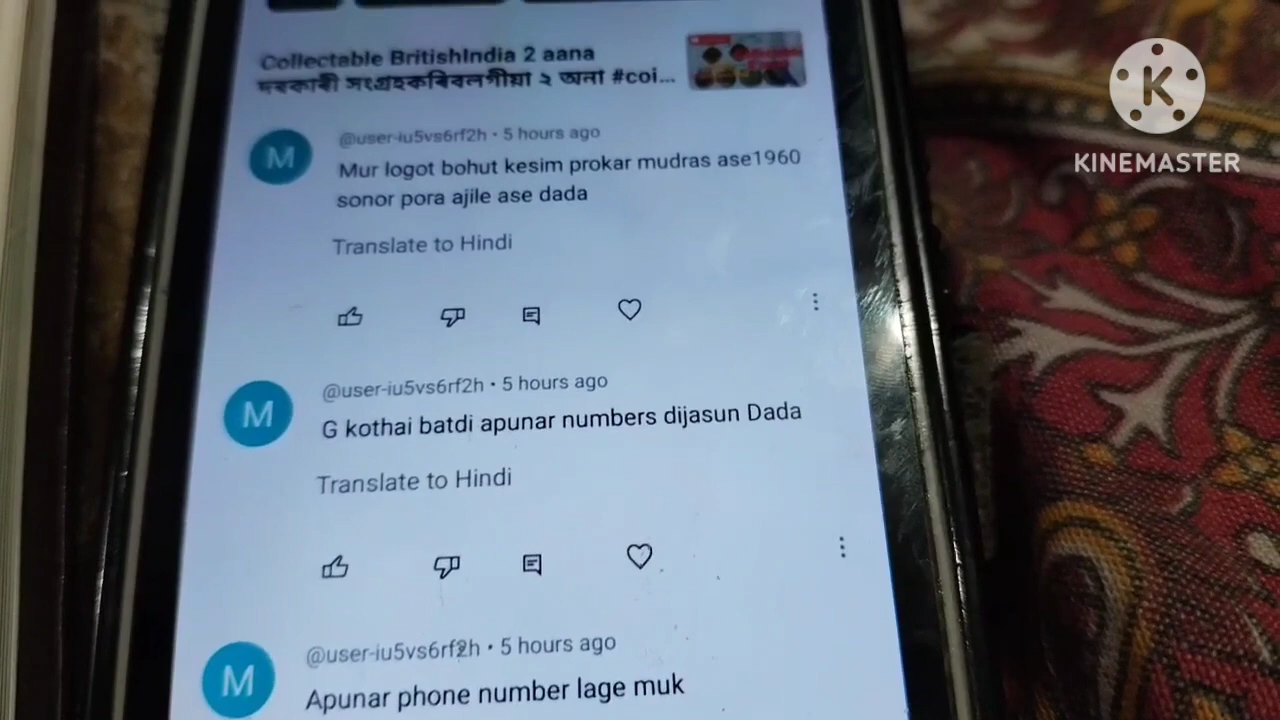 Collectable BritishIndia 2 aana
দৰকাৰী সংগ্ৰহকৰিবলগীয়া ২ অনা #coi...
@user-iu5vs6rf2h • 5 hours ago
M
Mur logot bohut kesim prokar mudras ase1960
sonor pora ajile ase dada
Translate to Hindi
@user-iu5vs6rf2h • 5 hours ago
M
G kothai batdi apunar numbers dijasun Dada
Translate to Hindi
@user-iu5vs6rf2h • 5 hours ago
M
Apunar phone number lage muk
K
KINEMASTER